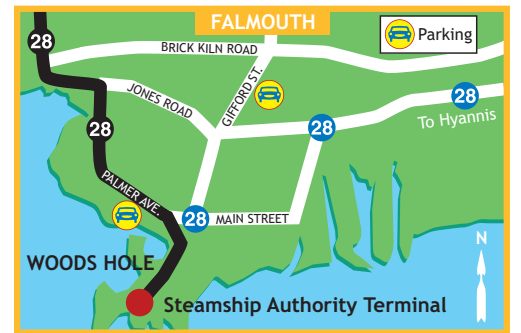 FALMOUTH
28
BRICK KILN ROAD
Parking
JONES ROAD
GIFFORD ST.
28
28
28
To Hyannis
PALMER AVE.
28
MAIN STREET
N
WOODS HOLE
Steamship Authority Terminal